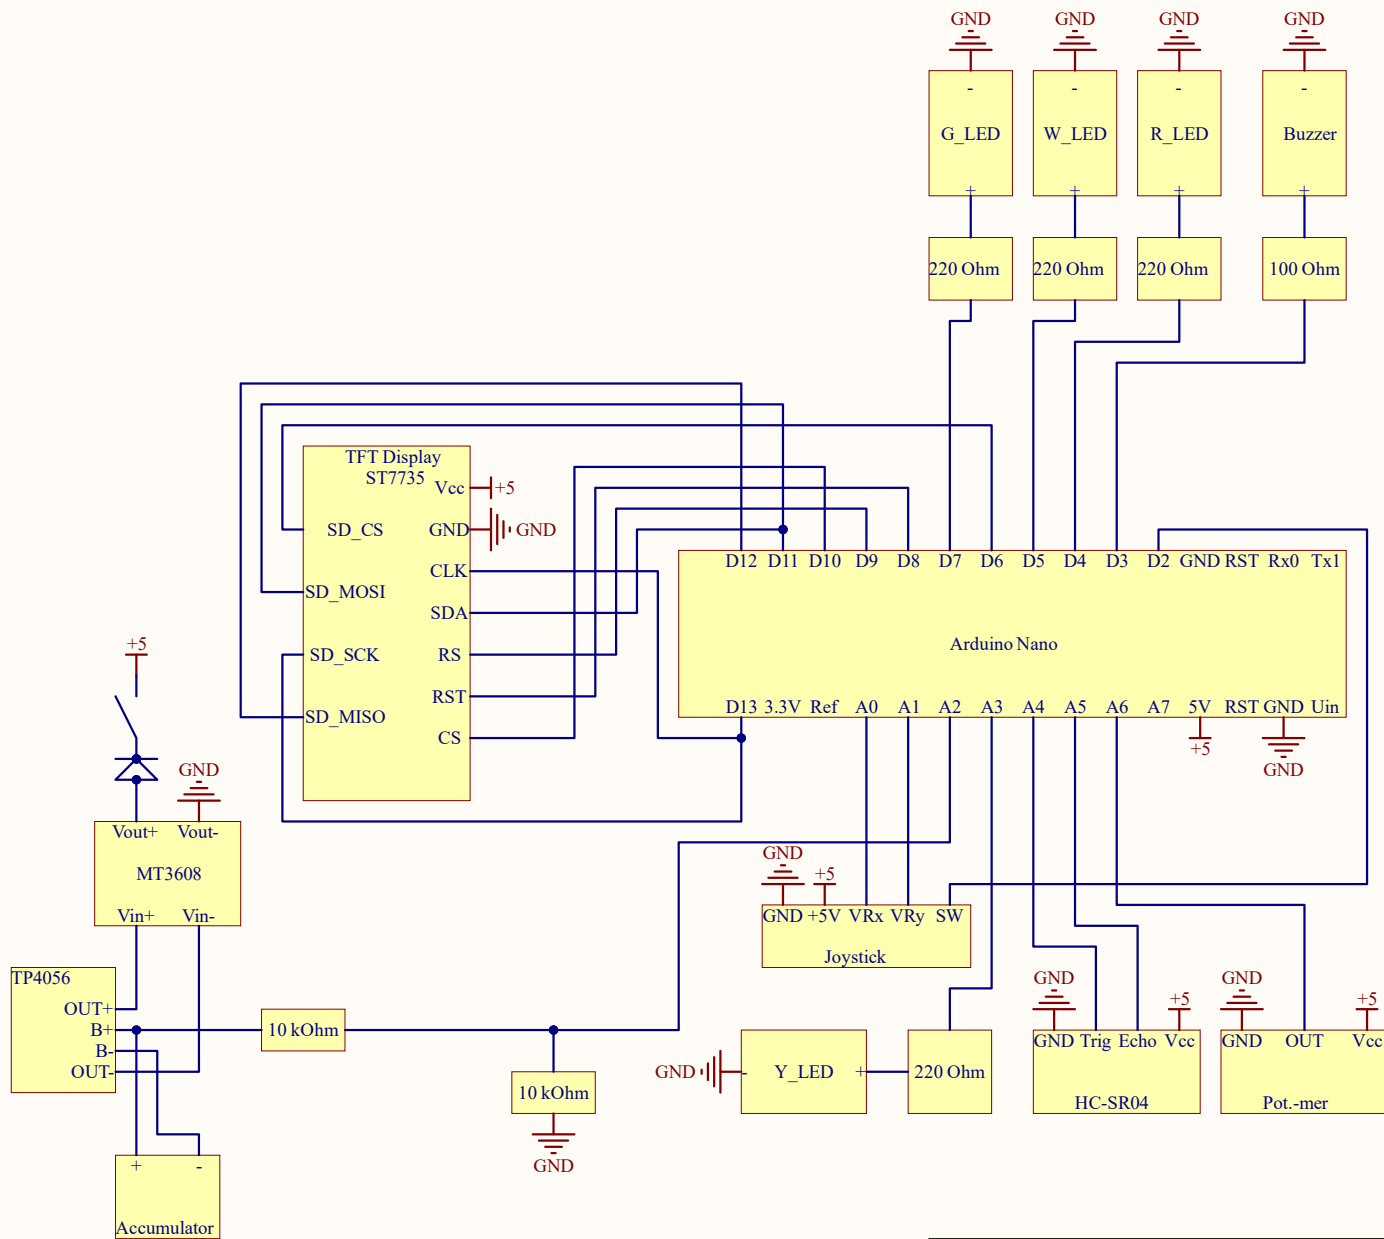 GND GND GND GND
- - - -
G_LED W_LED R_LED Buzzer
+ + + +
220 Ohm 220 Ohm 220 Ohm 100 Ohm
TFT Display
ST7735
Vcc +5
SD_CS GND GND
CLK
SD_MOSI
SDA
SD_SCK RS
RST
SD_MISO
CS
D12 D11 D10 D9 D8 D7 D6 D5 D4 D3 D2 GND RST Rx0 Tx1
Arduino Nano
D13 3.3V Ref A0 A1 A2 A3 A4 A5 A6 A7 5V RST GND Uin
+5
GND
+5
GND
Vout+ Vout-
MT3608
Vin+ Vin-
TP4056
OUT+
B+
B-
OUT-
10 kOhm
10 kOhm
GND
+ -
Accumulator
GND
+5
GND +5V VRx VRy SW
Joystick
GND - Y_LED + 220 Ohm
GND
+5
GND Trig Echo Vcc
HC-SR04
GND
+5
GND OUT Vcc
Pot.-mer